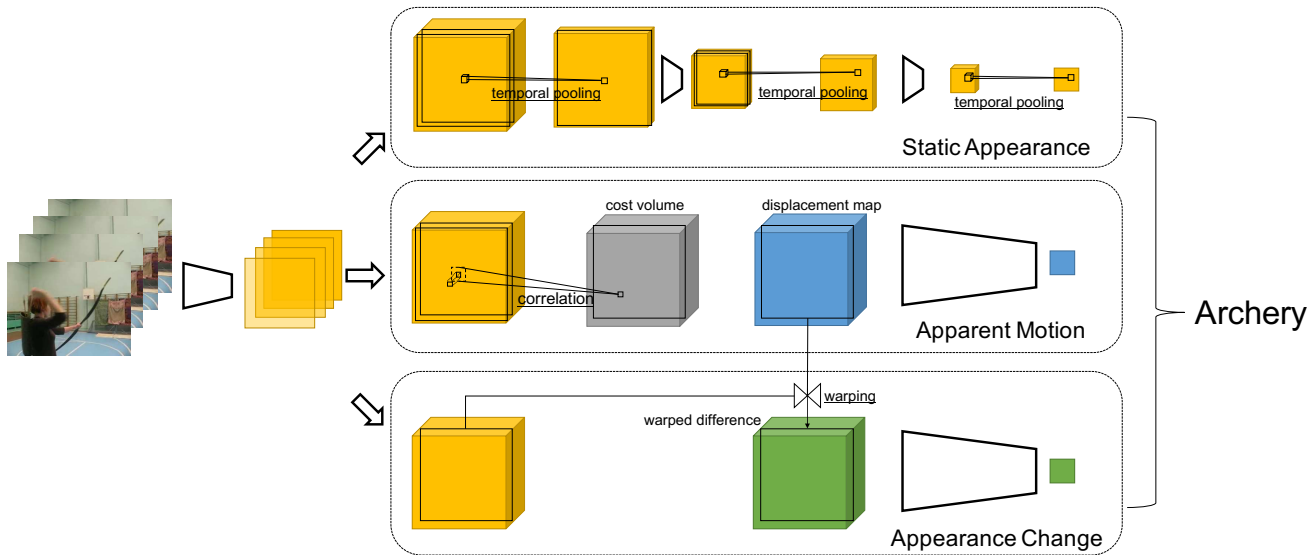 temporal pooling
temporal pooling
temporal pooling
Static Appearance
cost volume
displacement map
correlation
Apparent Motion
Archery
warping
warped difference
Appearance Change